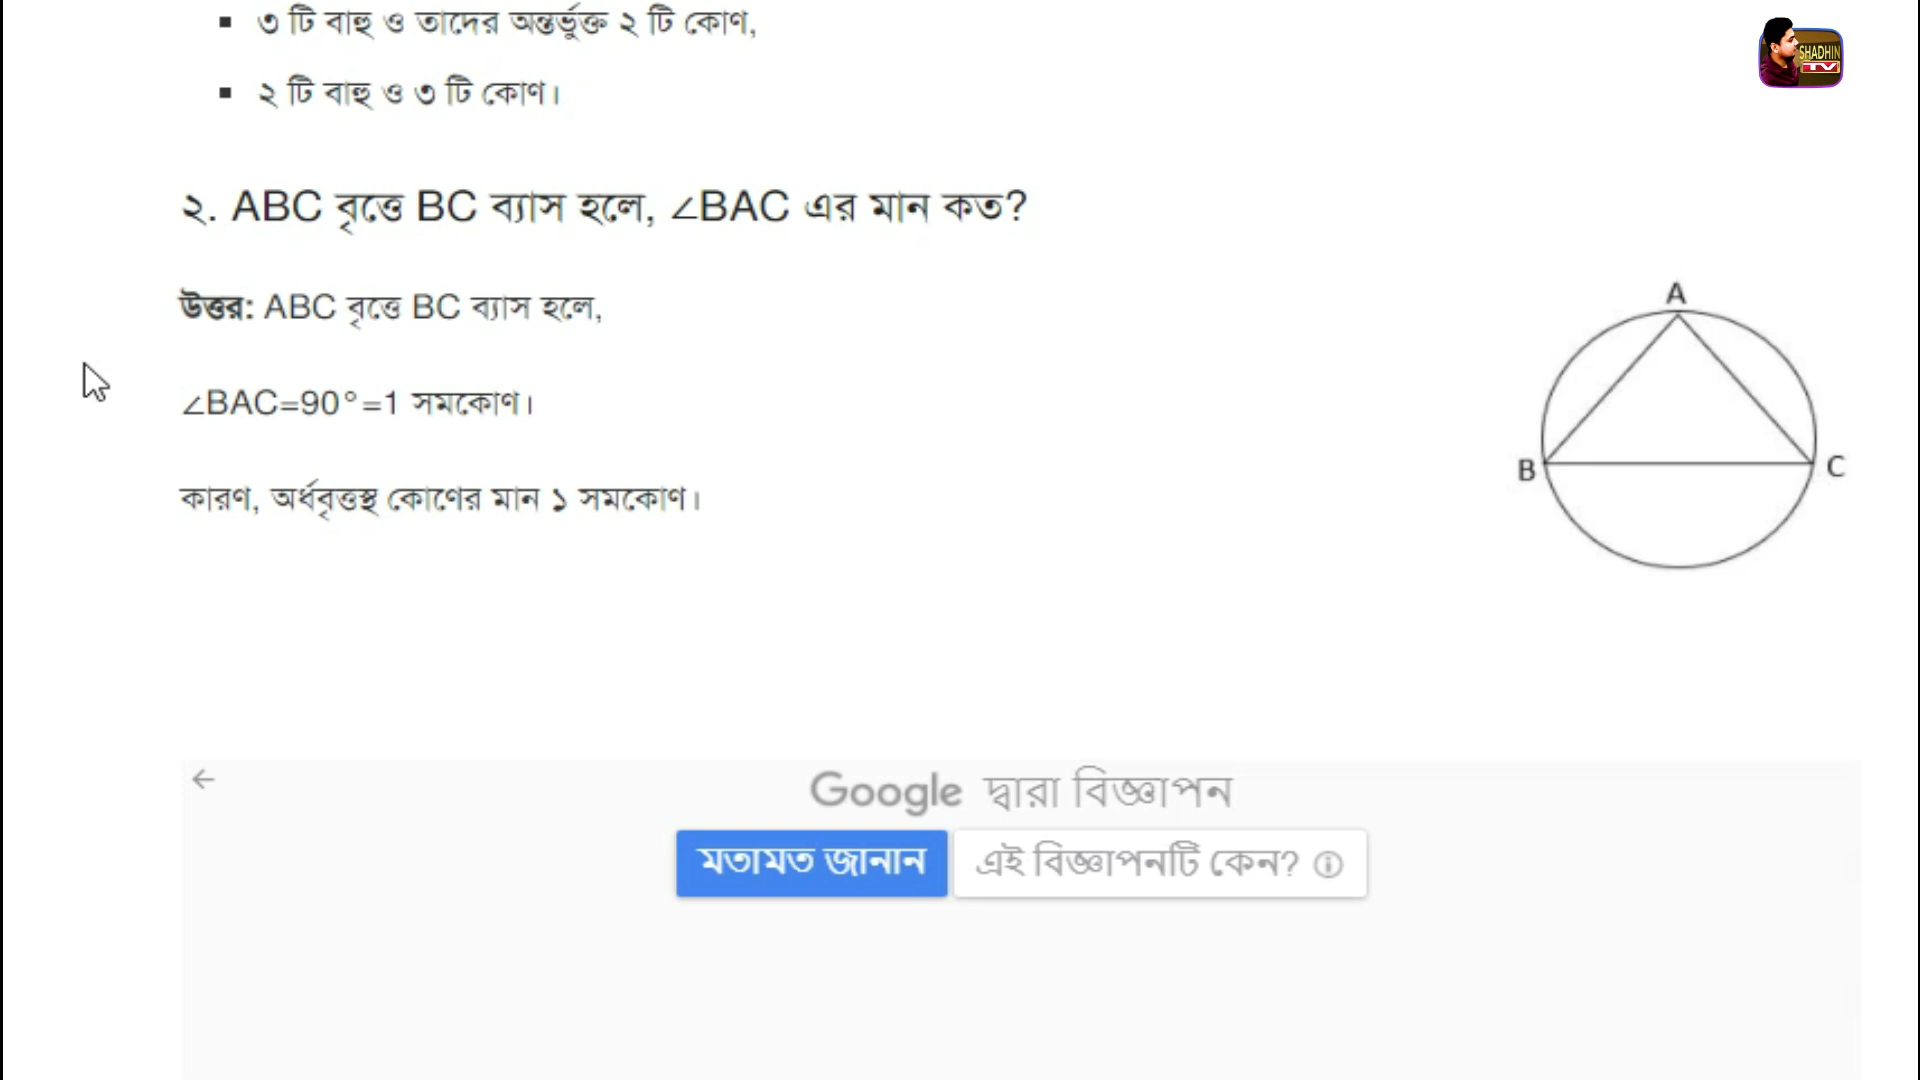 ▪ ৩ টি বাহু ও তাদের অন্তর্ভুক্ত ২ টি কোণ,
▪ ২ টি বাহু ও ৩ টি কোণ।
SHADHIN
TV
২. ABC বৃত্তে BC ব্যাস হলে, ∠BAC এর মান কত?
উত্তর: ABC বৃত্তে BC ব্যাস হলে,
∠BAC=90°=1 সমকোণ।
কারণ, অর্ধবৃত্তস্থ কোণের মান ১ সমকোণ।
A
B
C
Google দ্বারা বিজ্ঞাপন
মতামত জানান
এই বিজ্ঞাপনটি কেন?